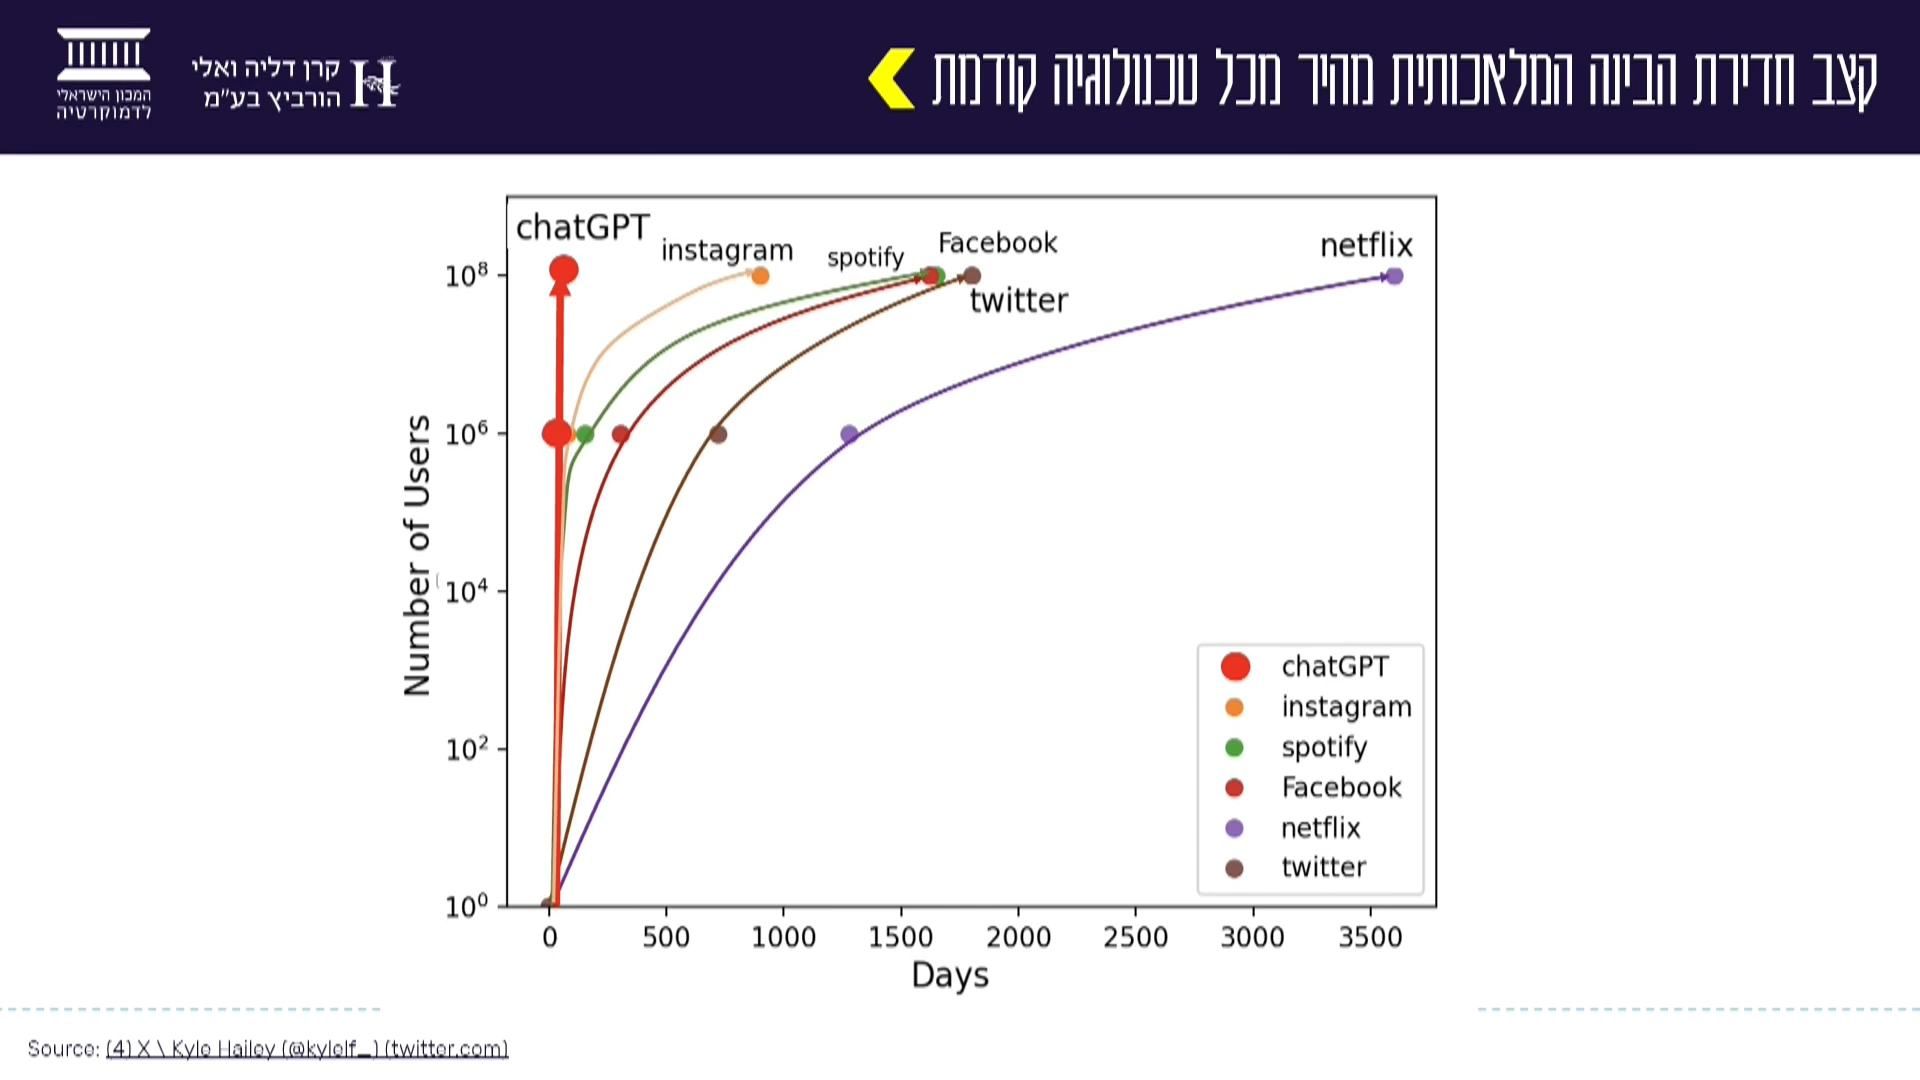 קצב חדירת הבינה המלאכותית מהיר מכל טכנולוגיה קודמת
קרן דליה ואלי
הורביץ בע"מ
H
המכון הישראלי
לדמוקרטיה
chatGPT
instagram
spotify
Facebook
twitter
netflix
Number of Users
10⁸
10⁶
10⁴
10²
10⁰
0 500 1000 1500 2000 2500 3000 3500
Days
chatGPT
instagram
spotify
Facebook
netflix
twitter
Source: (4) X \ Kyle Hailey (@kylelf_) (twitter.com)